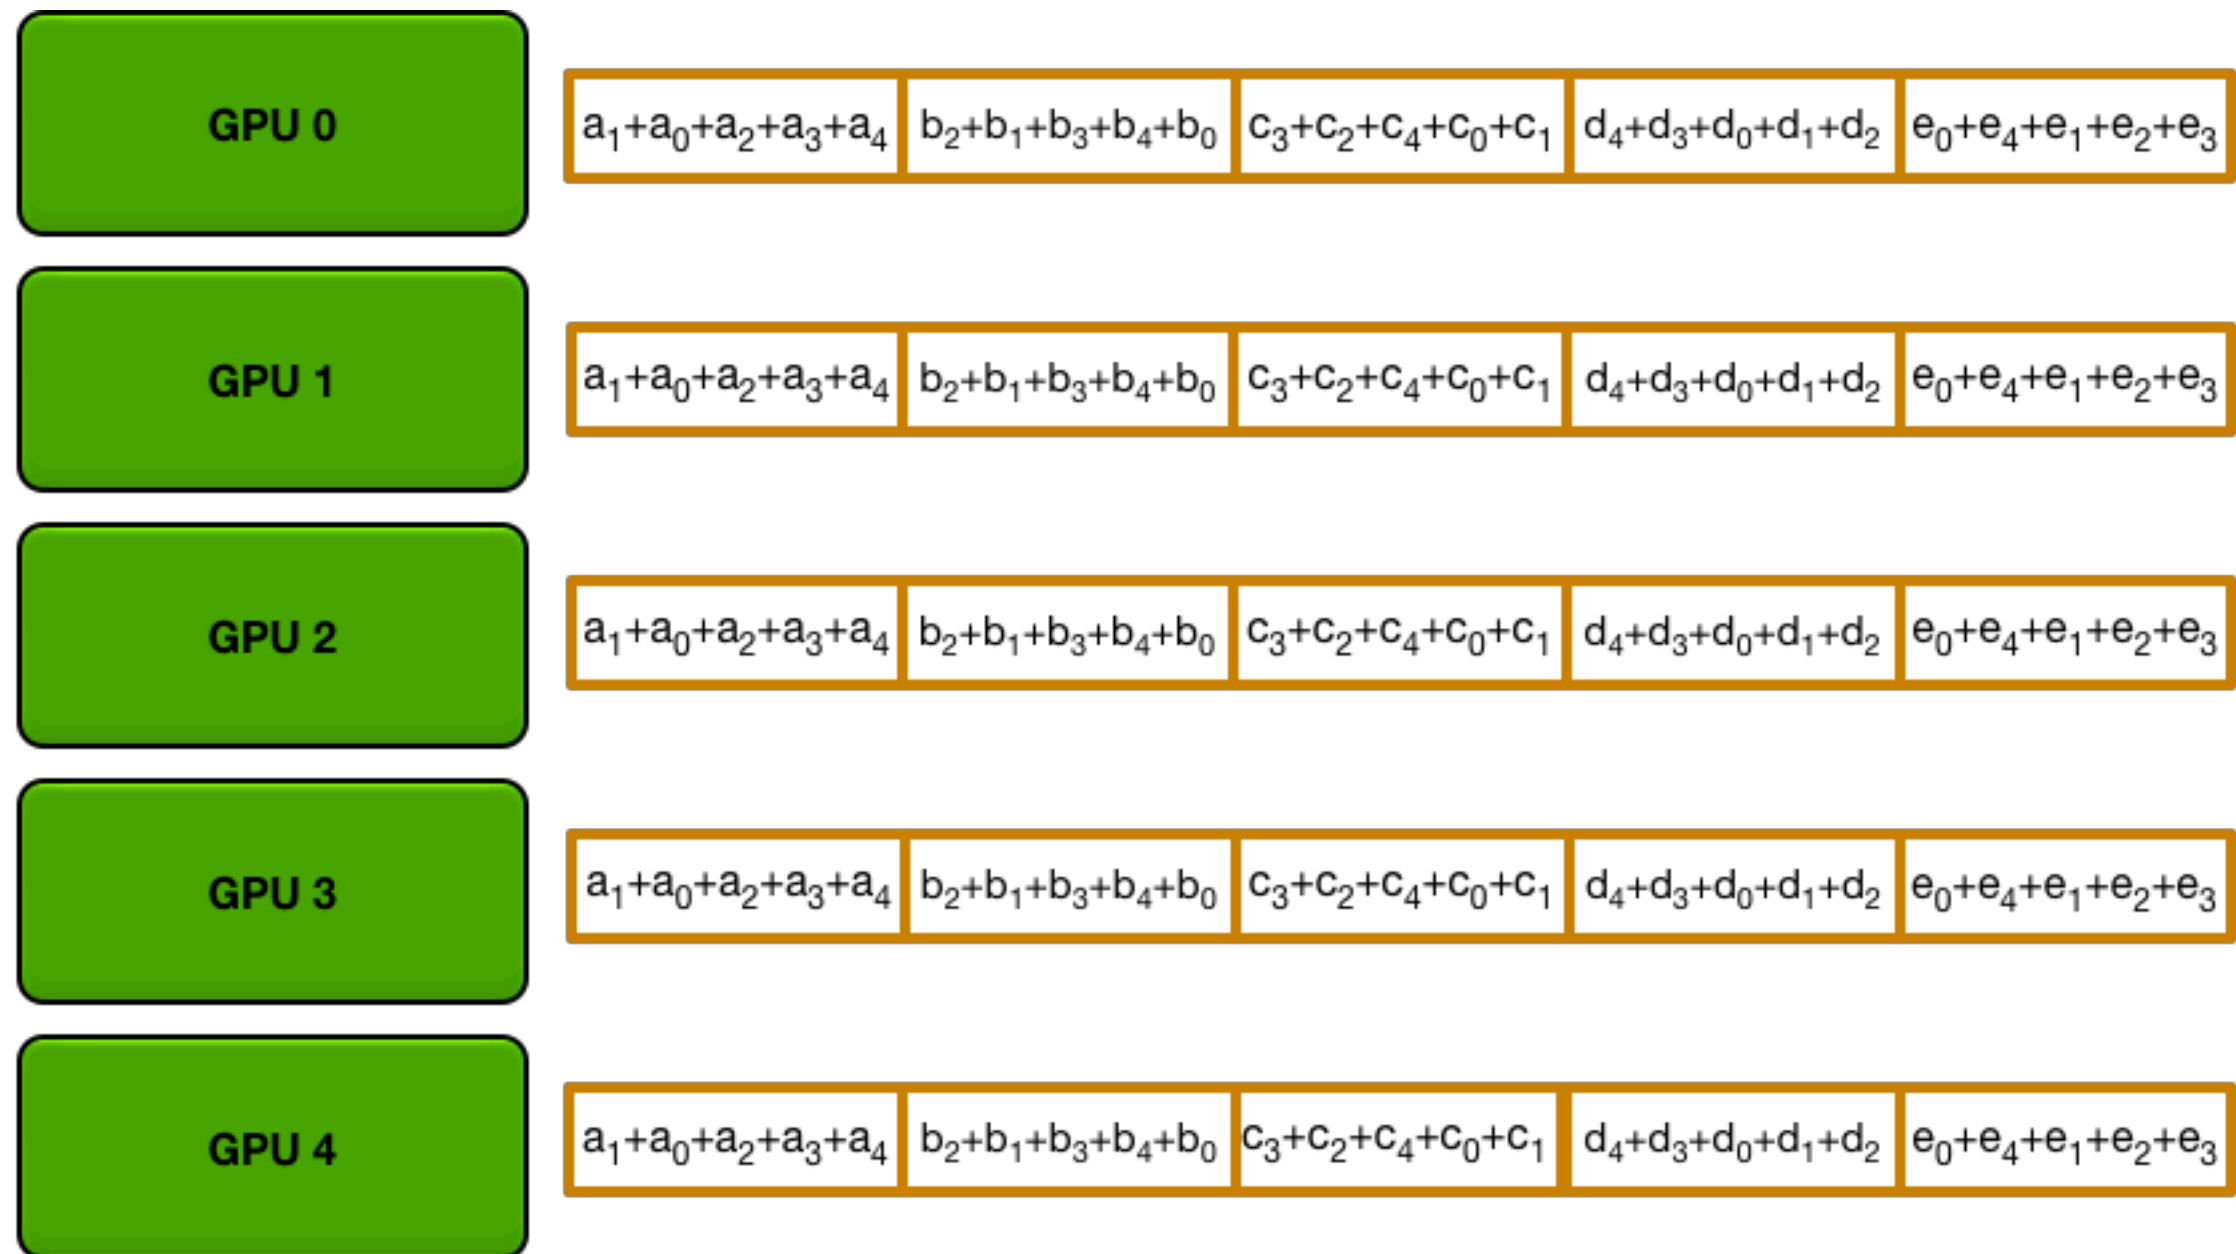 GPU 0 a₁+a₀+a₂+a₃+a₄ b₂+b₁+b₃+b₄+b₀ c₃+c₂+c₄+c₀+c₁ d₄+d₃+d₀+d₁+d₂ e₀+e₄+e₁+e₂+e₃
GPU 1 a₁+a₀+a₂+a₃+a₄ b₂+b₁+b₃+b₄+b₀ c₃+c₂+c₄+c₀+c₁ d₄+d₃+d₀+d₁+d₂ e₀+e₄+e₁+e₂+e₃
GPU 2 a₁+a₀+a₂+a₃+a₄ b₂+b₁+b₃+b₄+b₀ c₃+c₂+c₄+c₀+c₁ d₄+d₃+d₀+d₁+d₂ e₀+e₄+e₁+e₂+e₃
GPU 3 a₁+a₀+a₂+a₃+a₄ b₂+b₁+b₃+b₄+b₀ c₃+c₂+c₄+c₀+c₁ d₄+d₃+d₀+d₁+d₂ e₀+e₄+e₁+e₂+e₃
GPU 4 a₁+a₀+a₂+a₃+a₄ b₂+b₁+b₃+b₄+b₀ c₃+c₂+c₄+c₀+c₁ d₄+d₃+d₀+d₁+d₂ e₀+e₄+e₁+e₂+e₃